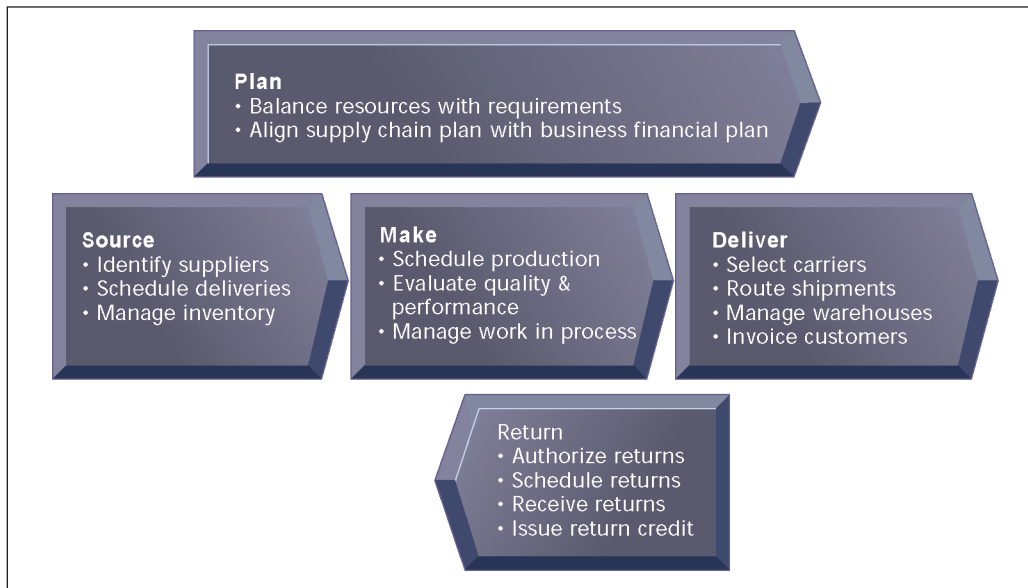 Plan
• Balance resources with requirements
• Align supply chain plan with business financial plan
Source
• Identify suppliers
• Schedule deliveries
• Manage inventory
Make
• Schedule production
• Evaluate quality &
performance
• Manage work in process
Deliver
• Select carriers
• Route shipments
• Manage warehouses
• Invoice customers
Return
• Authorize returns
• Schedule returns
• Receive returns
• Issue return credit